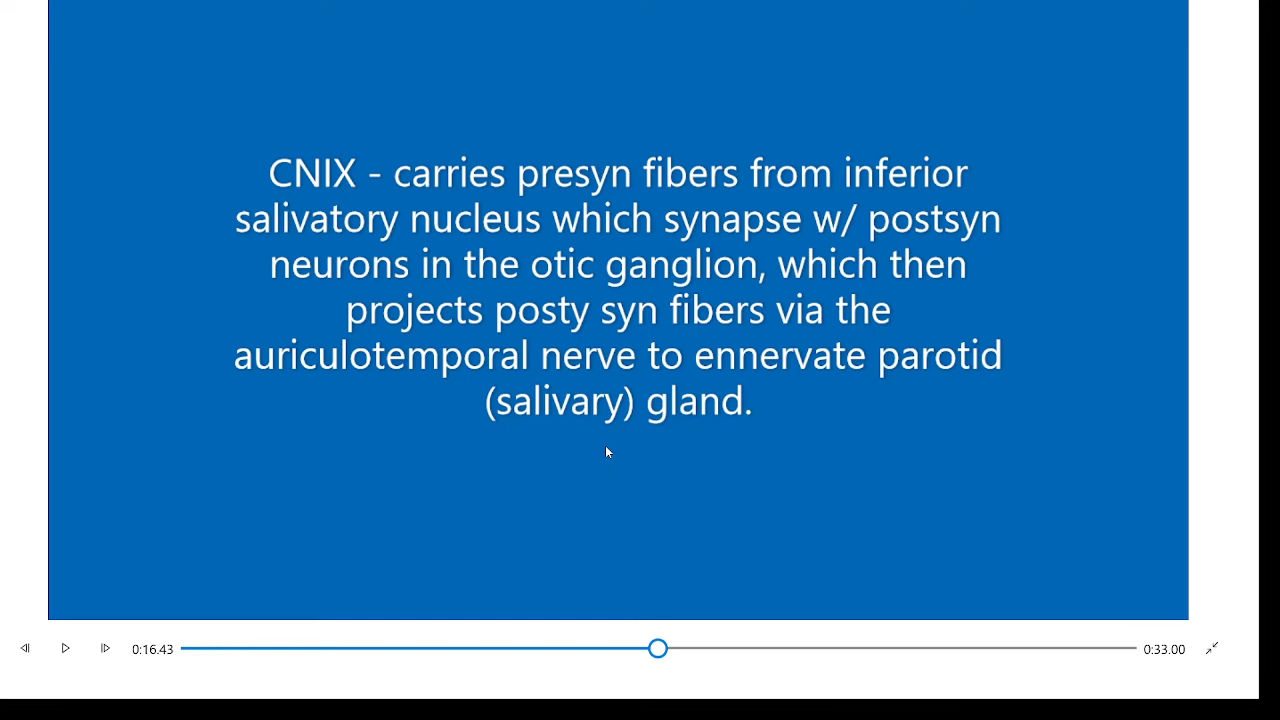 CNIX - carries presyn fibers from inferior
salivatory nucleus which synapse w/ postsyn
neurons in the otic ganglion, which then
projects posty syn fibers via the
auriculotemporal nerve to ennervate parotid
(salivary) gland.
0:16.43
0:33.00